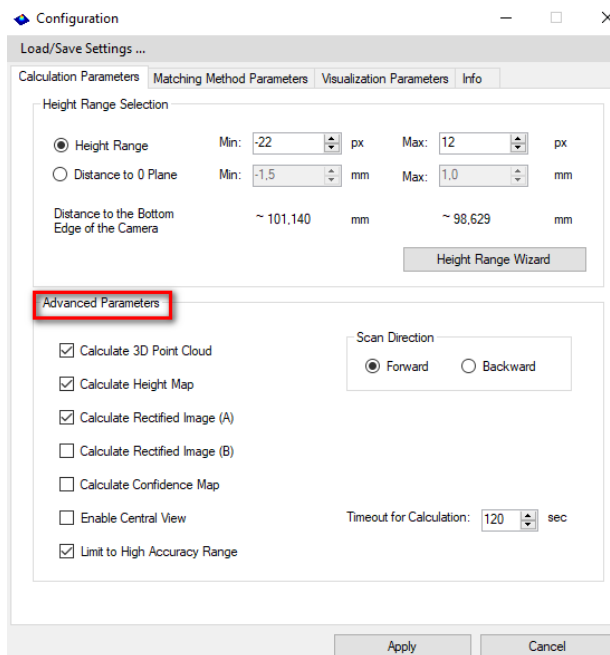 Configuration
Load/Save Settings ...
Calculation Parameters Matching Method Parameters Visualization Parameters Info
Height Range Selection
Height Range Min: -22 px Max: 12 px
Distance to 0 Plane Min: -1,5 mm Max: 1,0 mm
Distance to the Bottom
Edge of the Camera ~ 101,140 mm ~ 98,629 mm
Height Range Wizard
Advanced Parameters
Scan Direction
Calculate 3D Point Cloud
Forward Backward
Calculate Height Map
Calculate Rectified Image (A)
Calculate Rectified Image (B)
Calculate Confidence Map
Enable Central View Timeout for Calculation: 120 sec
Limit to High Accuracy Range
Apply Cancel